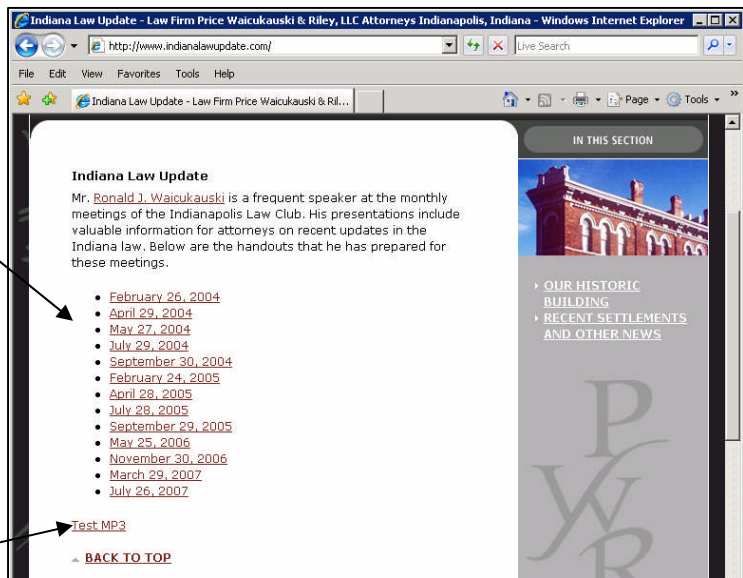 Indiana Law Update - Law Firm Price Waicukauski & Riley, LLC Attorneys Indianapolis, Indiana - Windows Internet Explorer
http://www.indianalawupdate.com/
Live Search
File Edit View Favorites Tools Help
Indiana Law Update - Law Firm Price Waicukauski & Ril...
Page
Tools
IN THIS SECTION
Indiana Law Update
Mr. Ronald J. Waicukauski is a frequent speaker at the monthly
meetings of the Indianapolis Law Club. His presentations include
valuable information for attorneys on recent updates in the
Indiana law. Below are the handouts that he has prepared for
these meetings.
February 26, 2004
April 29, 2004
May 27, 2004
July 29, 2004
September 30, 2004
February 24, 2005
April 28, 2005
July 28, 2005
September 29, 2005
May 25, 2006
November 30, 2006
March 29, 2007
July 26, 2007
Test MP3
BACK TO TOP
OUR HISTORIC
BUILDING
RECENT SETTLEMENTS
AND OTHER NEWS
P
W
R